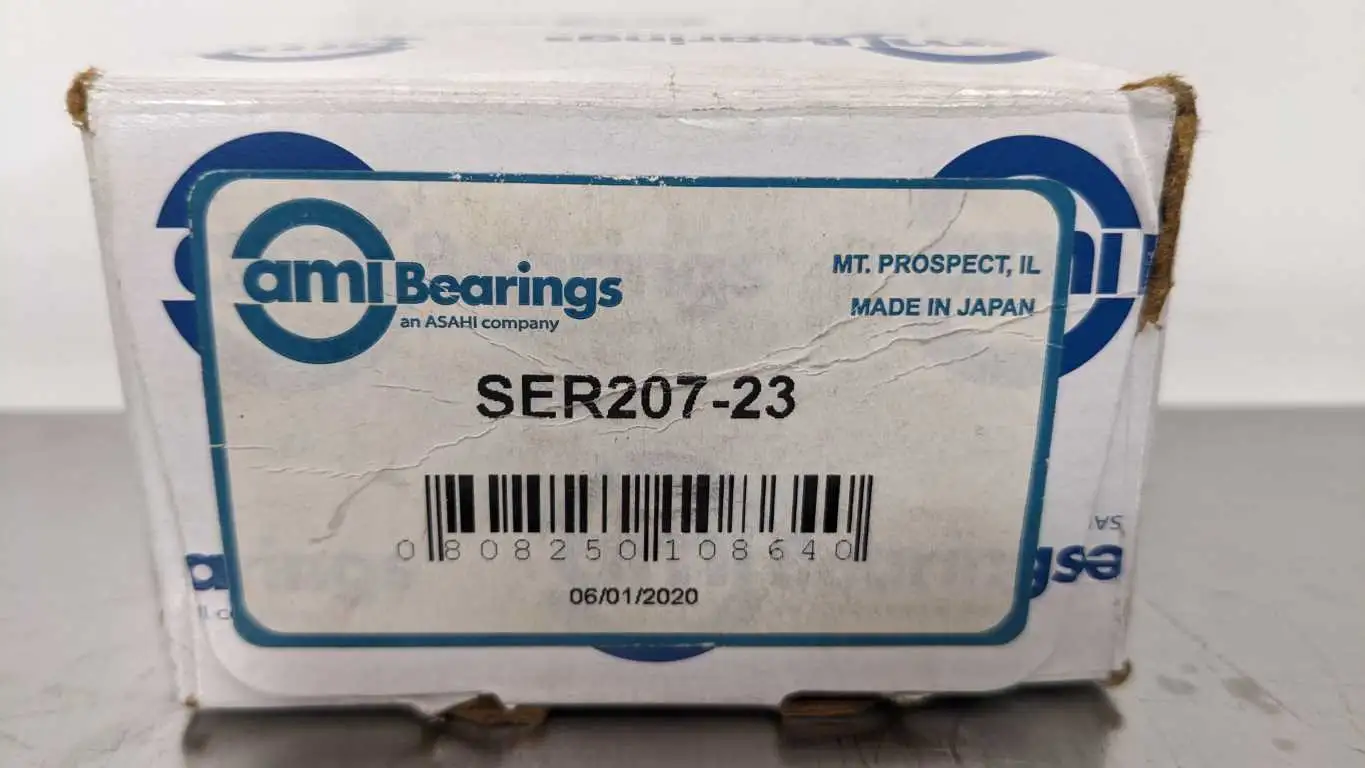 Bearings
ami Bearings
an ASAHI company
MT. PROSPECT, IL
MADE IN JAPAN
SER207-23
0 808250 108640
06/01/2020